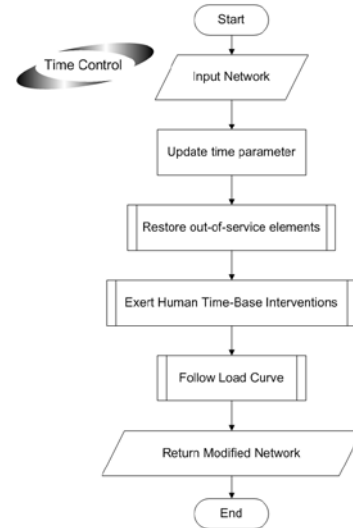 Start
Time Control
Input Network
Update time parameter
Restore out-of-service elements
Exert Human Time-Base Interventions
Follow Load Curve
Return Modified Network
End